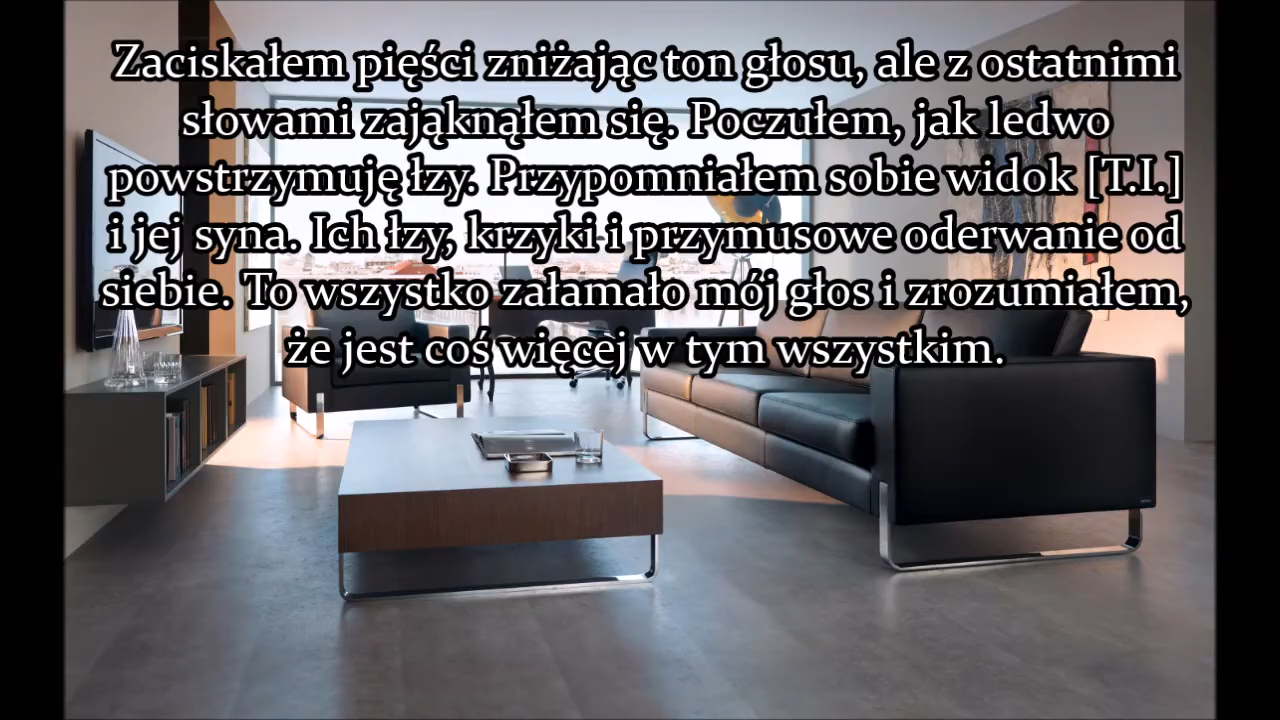 Zaciskałem pięści zniżając ton głosu, ale z ostatnimi
słowami zająknąłem się. Poczułem, jak ledwo
powstrzymuję łzy. Przypomniałem sobie widok [T.I.]
i jej syna. Ich łzy, krzyki i przymusowe oderwanie od
siebie. To wszystko załamało mój głos i zrozumiałem,
że jest coś więcej w tym wszystkim.